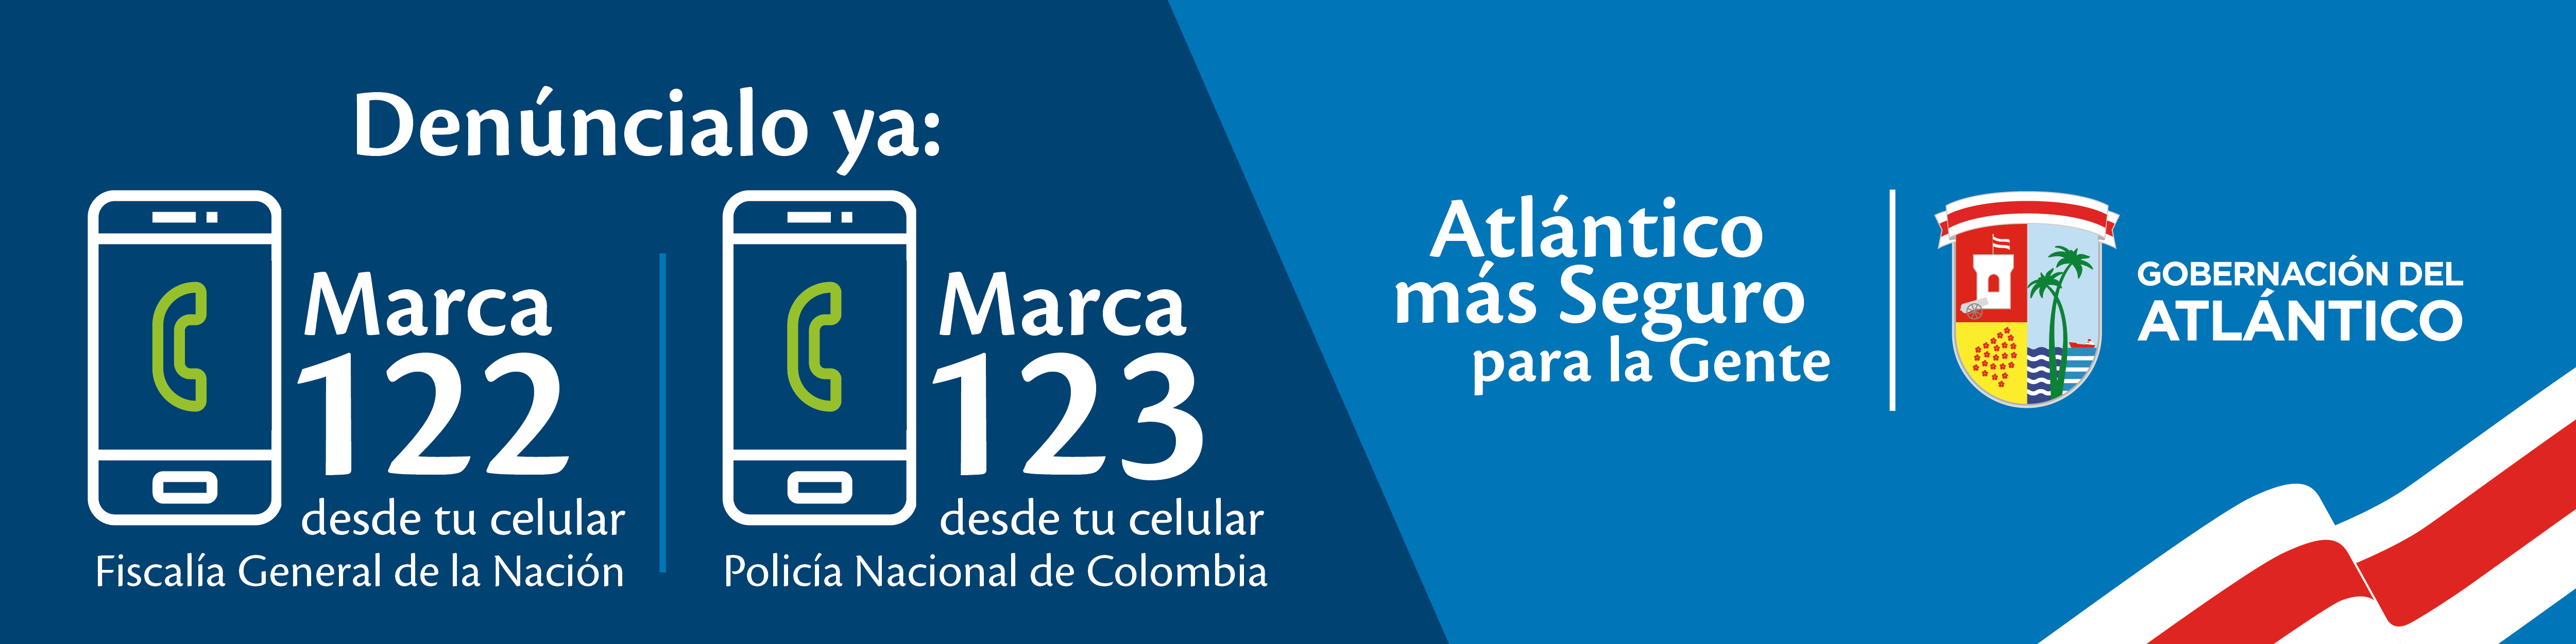 Denúncialo ya:
Marca
122
desde tu celular
Fiscalía General de la Nación
Marca
123
desde tu celular
Policía Nacional de Colombia
Atlántico
más Seguro
para la Gente
GOBERNACIÓN DEL
ATLÁNTICO